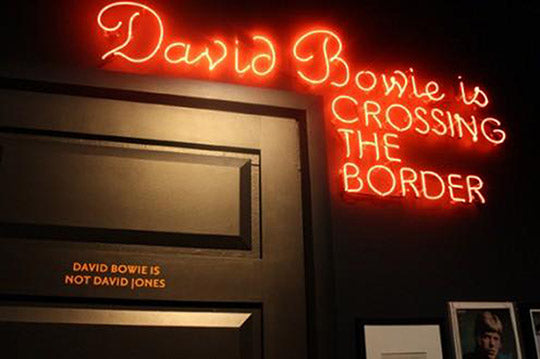 David Bowie is
CROSSING
THE
BORDER
DAVID BOWIE IS
NOT DAVID JONES